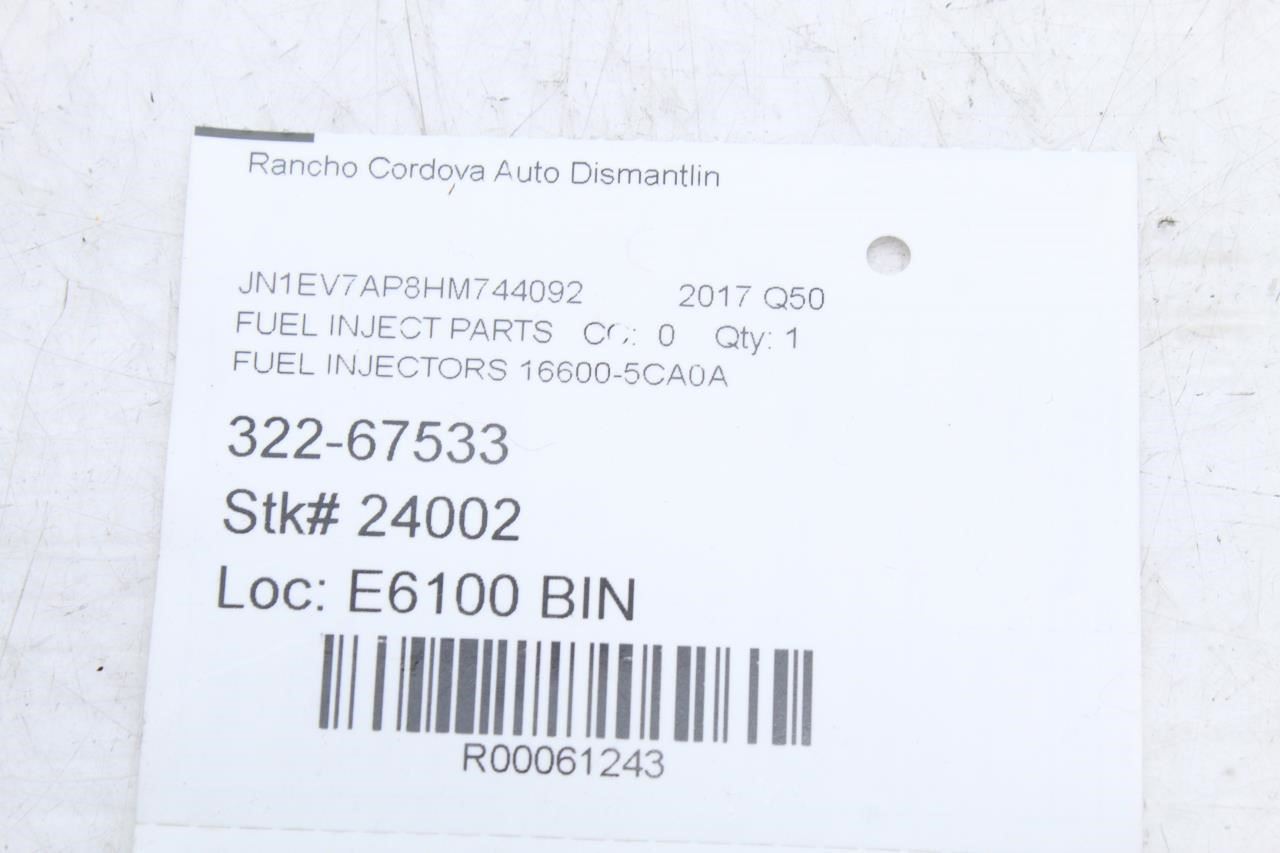 Rancho Cordova Auto Dismantlin
JN1EV7AP8HM744092 2017 Q50
FUEL INJECT PARTS 0 Qty: 1
FUEL INJECTORS 16600-5CA0A
322-67533
Stk# 24002
Loc: E6100 BIN
R00061243